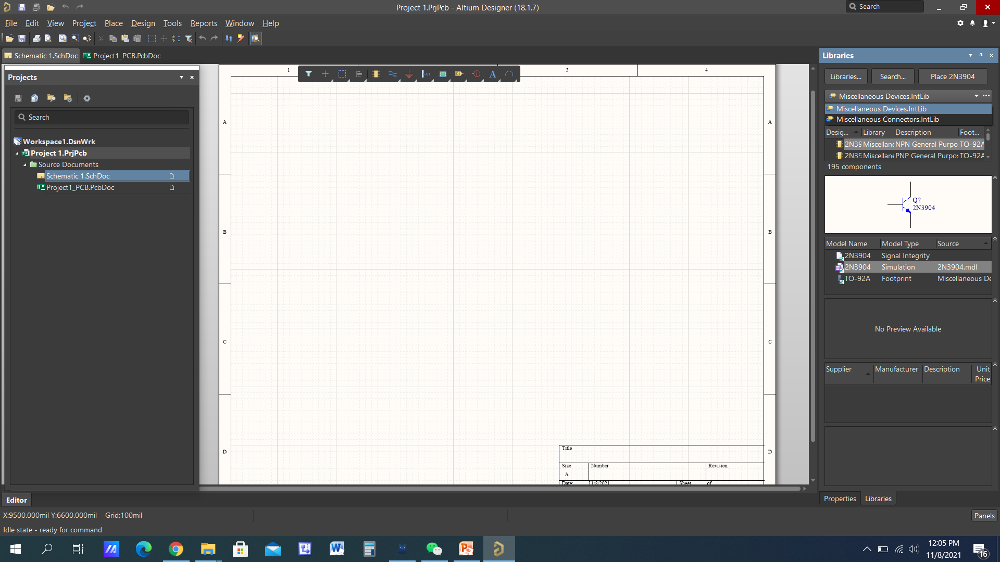 Project 1.PrjPcb - Altium Designer (18.1.7)
Search
File Edit View Project Place Design Tools Reports Window Help
Schematic 1.SchDoc Project1_PCB.PcbDoc
Projects
Search
Workspace1.DsnWrk
Project 1.PrjPcb
Source Documents
Schematic 1.SchDoc
Project1_PCB.PcbDoc
1 3 4
A A
B B
C C
D D
Title
Size Number Revision
A
Date: 11/8/2021 Sheet of
Libraries
Libraries... Search... Place 2N3904
Miscellaneous Devices.IntLib
Miscellaneous Devices.IntLib
Miscellaneous Connectors.IntLib
Desig... Library Description Foot...
2N39 Miscellane NPN General Purpo TO-92A
2N39 Miscellane PNP General Purpos TO-92A
195 components
Q?
2N3904
Model Name Model Type Source
2N3904 Signal Integrity
2N3904 Simulation 2N3904.mdl
TO-92A Footprint Miscellaneous De
No Preview Available
Supplier Manufacturer Description Unit Price
Properties Libraries
Editor
X:9500.000mil Y:6600.000mil Grid:100mil
Panels
Idle state - ready for command
12:05 PM
11/8/2021
16